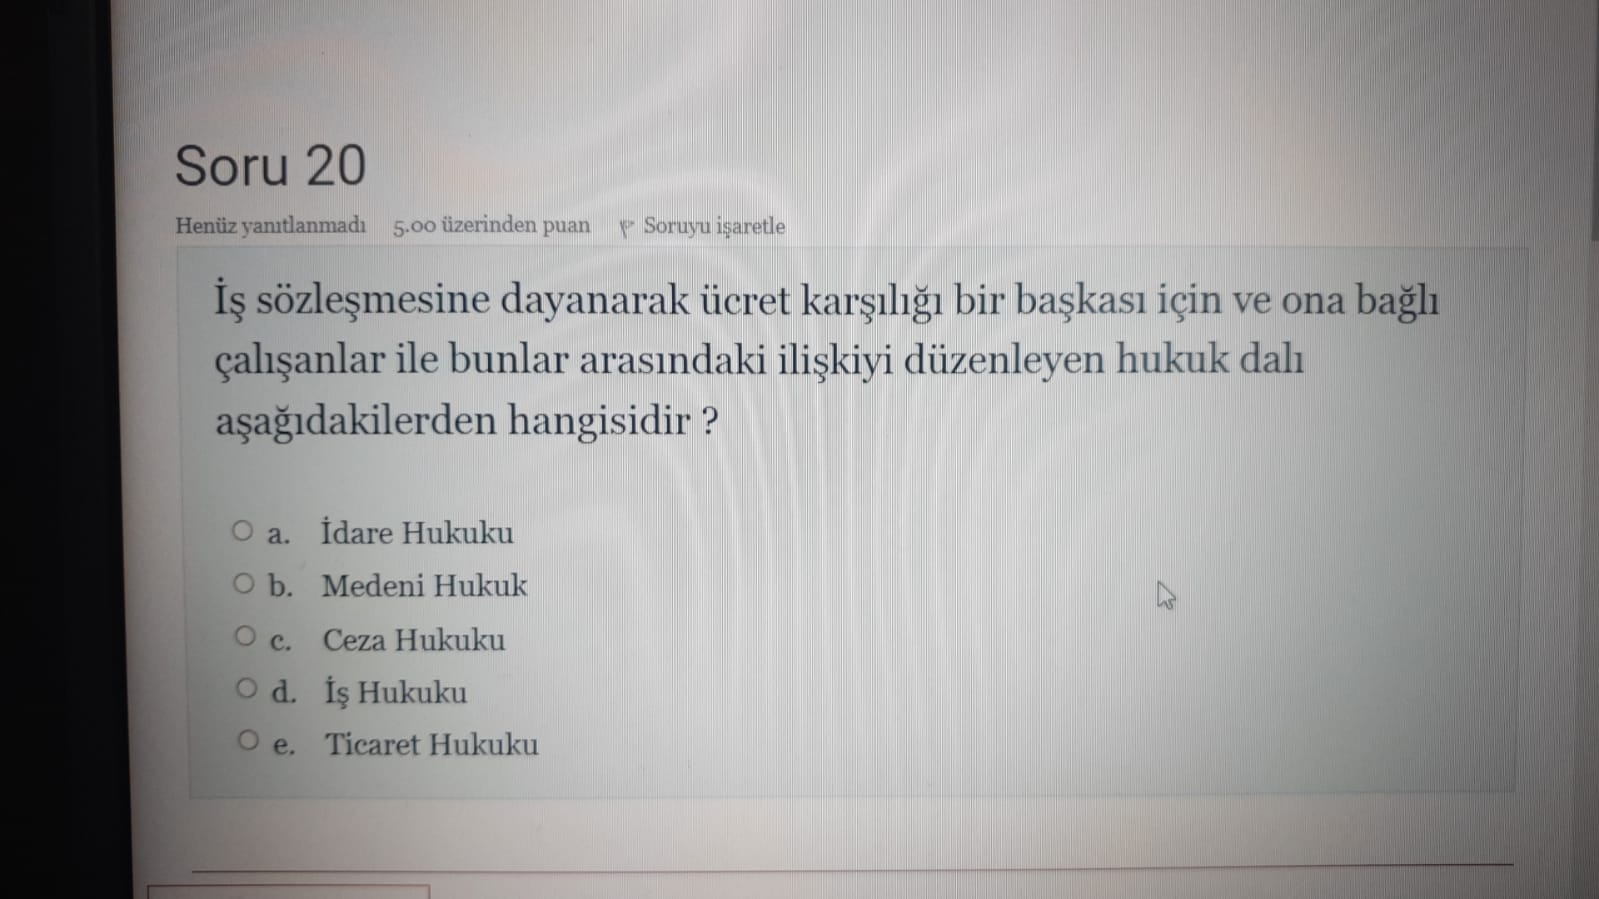 Soru 20
Henüz yanıtlanmadı 5.00 üzerinden puan Soruyu işaretle
İş sözleşmesine dayanarak ücret karşılığı bir başkası için ve ona bağlı
çalışanlar ile bunlar arasındaki ilişkiyi düzenleyen hukuk dalı
aşağıdakilerden hangisidir ?
a. İdare Hukuku
b. Medeni Hukuk
c. Ceza Hukuku
d. İş Hukuku
e. Ticaret Hukuku